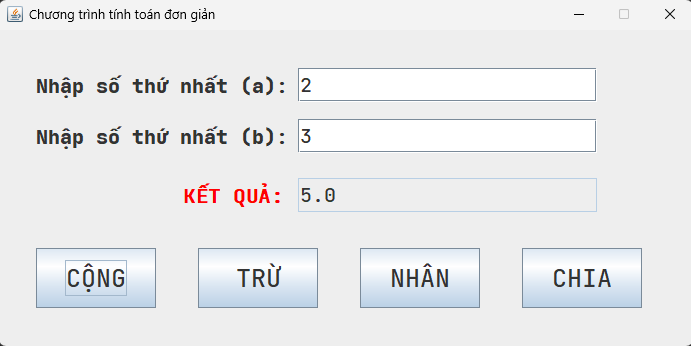 Chương trình tính toán đơn giản
Nhập số thứ nhất (a): 2
Nhập số thứ nhất (b): 3
KẾT QUẢ: 5.0
CỘNG TRỪ NHÂN CHIA